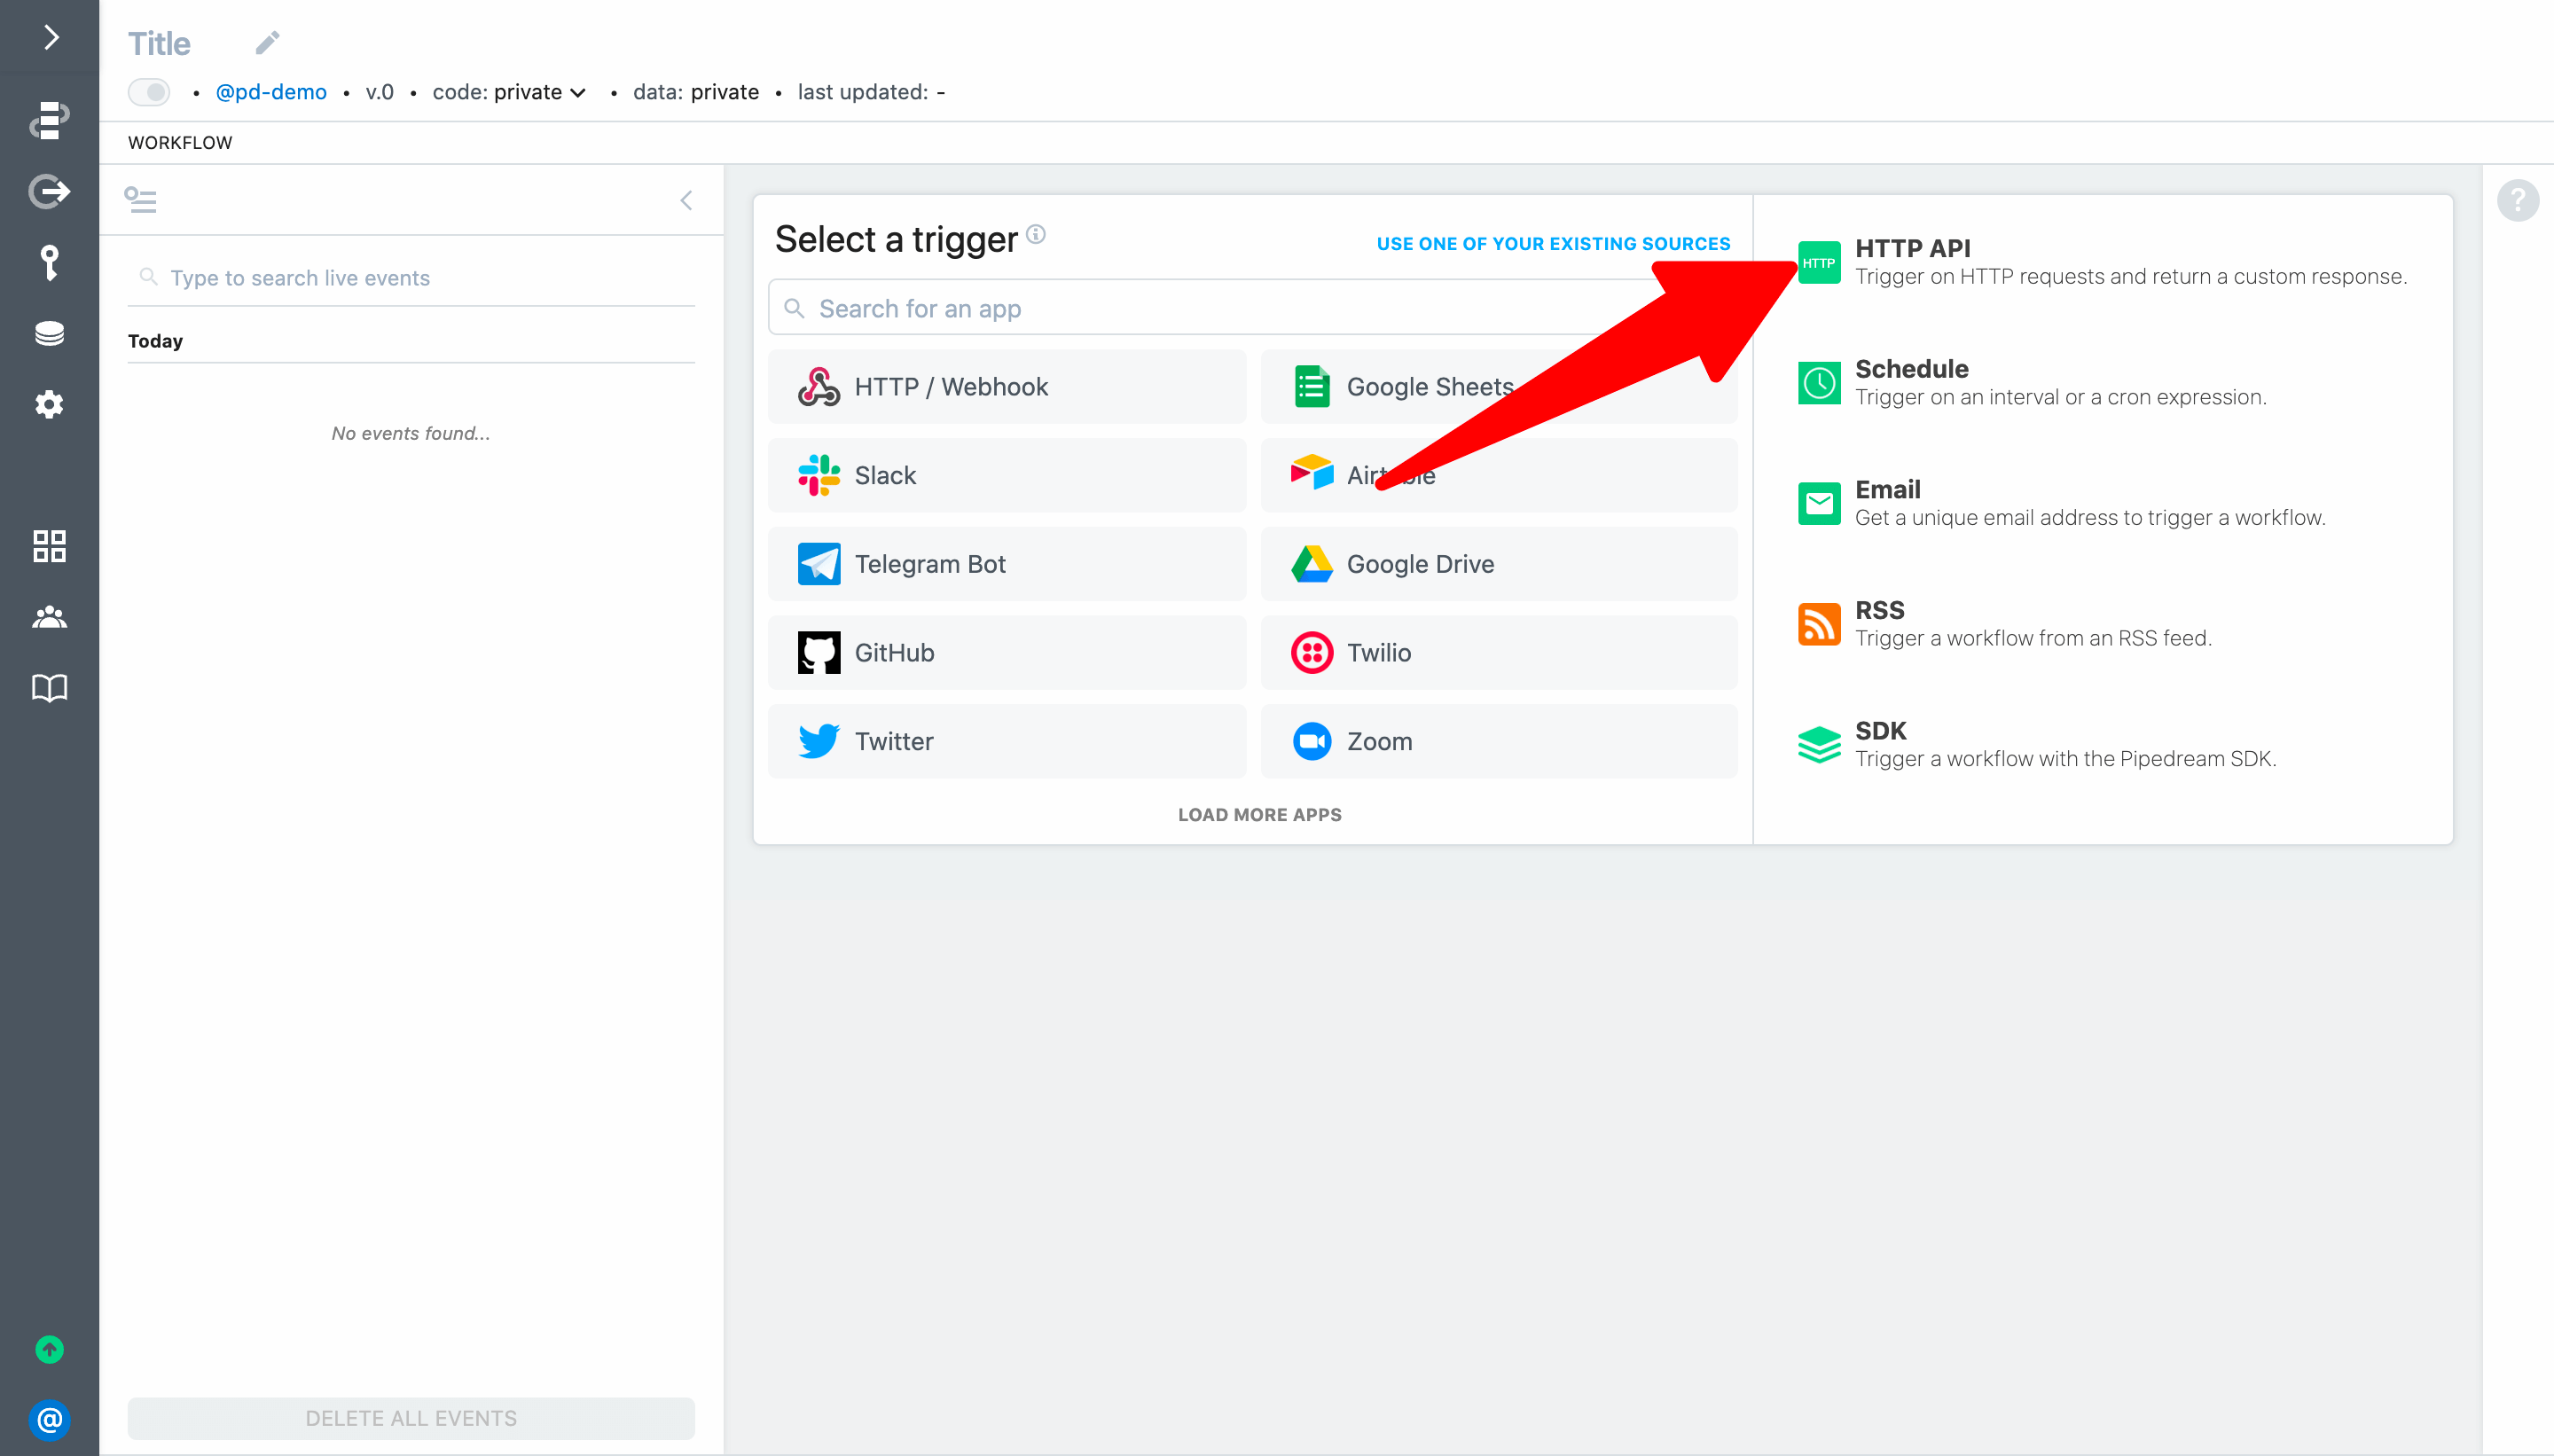 Title
• @pd-demo • v.0 • code: private • data: private • last updated: -
WORKFLOW
Type to search live events
Today
No events found...
DELETE ALL EVENTS
Select a trigger
USE ONE OF YOUR EXISTING SOURCES
Search for an app
HTTP / Webhook
Google Sheets
Slack
Telegram Bot
Google Drive
GitHub
Twilio
Twitter
Zoom
LOAD MORE APPS
HTTP
HTTP API
Trigger on HTTP requests and return a custom response.
Schedule
Trigger on an interval or a cron expression.
Email
Get a unique email address to trigger a workflow.
RSS
Trigger a workflow from an RSS feed.
SDK
Trigger a workflow with the Pipedream SDK.
?
@